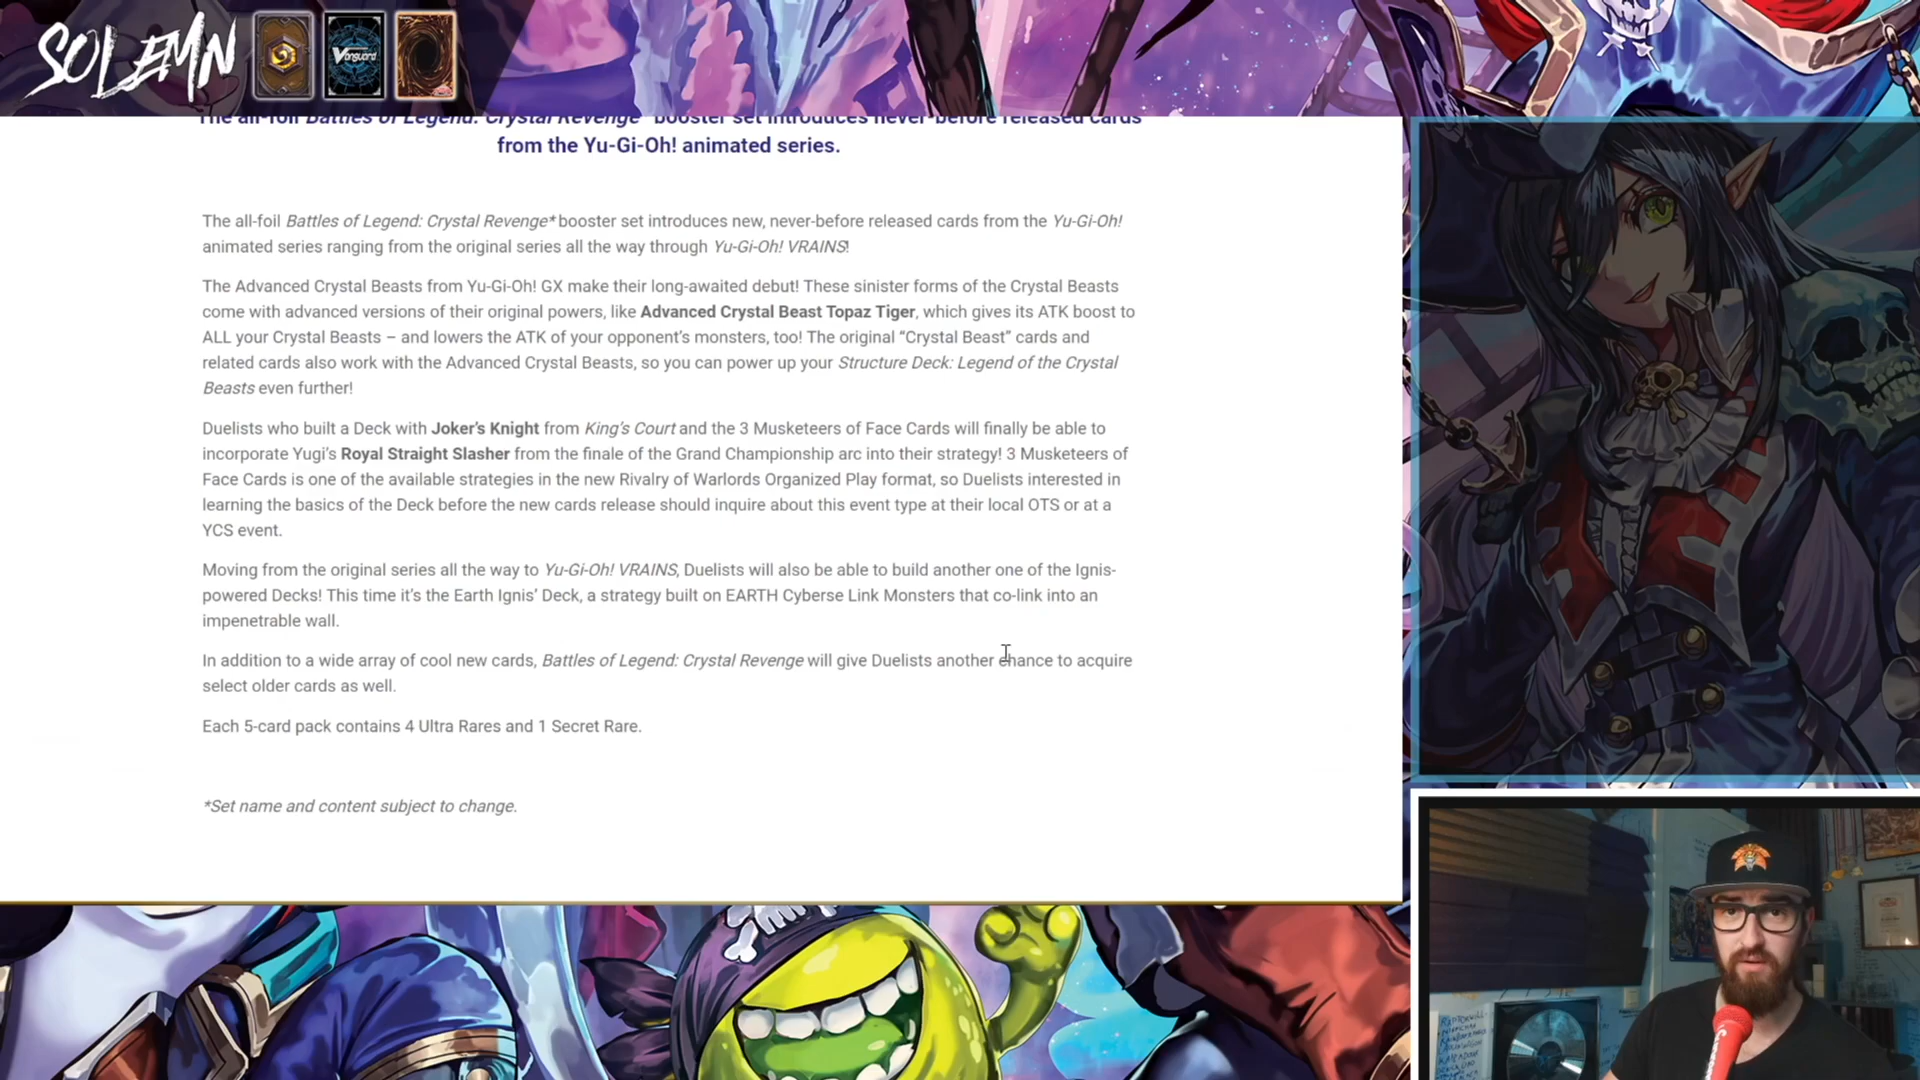 SOLEMN
Vanguard
The all-foil Battles of Legend: Crystal Revenge* booster set introduces never-before released cards
from the Yu-Gi-Oh! animated series.
The all-foil Battles of Legend: Crystal Revenge* booster set introduces new, never-before released cards from the Yu-Gi-Oh!
animated series ranging from the original series all the way through Yu-Gi-Oh! VRAINS!
The Advanced Crystal Beasts from Yu-Gi-Oh! GX make their long-awaited debut! These sinister forms of the Crystal Beasts
come with advanced versions of their original powers, like Advanced Crystal Beast Topaz Tiger, which gives its ATK boost to
ALL your Crystal Beasts – and lowers the ATK of your opponent's monsters, too! The original “Crystal Beast” cards and
related cards also work with the Advanced Crystal Beasts, so you can power up your Structure Deck: Legend of the Crystal
Beasts even further!
Duelists who built a Deck with Joker's Knight from King's Court and the 3 Musketeers of Face Cards will finally be able to
incorporate Yugi's Royal Straight Slasher from the finale of the Grand Championship arc into their strategy! 3 Musketeers of
Face Cards is one of the available strategies in the new Rivalry of Warlords Organized Play format, so Duelists interested in
learning the basics of the Deck before the new cards release should inquire about this event type at their local OTS or at a
YCS event.
Moving from the original series all the way to Yu-Gi-Oh! VRAINS, Duelists will also be able to build another one of the Ignis-
powered Decks! This time it's the Earth Ignis' Deck, a strategy built on EARTH Cyberse Link Monsters that co-link into an
impenetrable wall.
In addition to a wide array of cool new cards, Battles of Legend: Crystal Revenge will give Duelists another chance to acquire
select older cards as well.
Each 5-card pack contains 4 Ultra Rares and 1 Secret Rare.
*Set name and content subject to change.